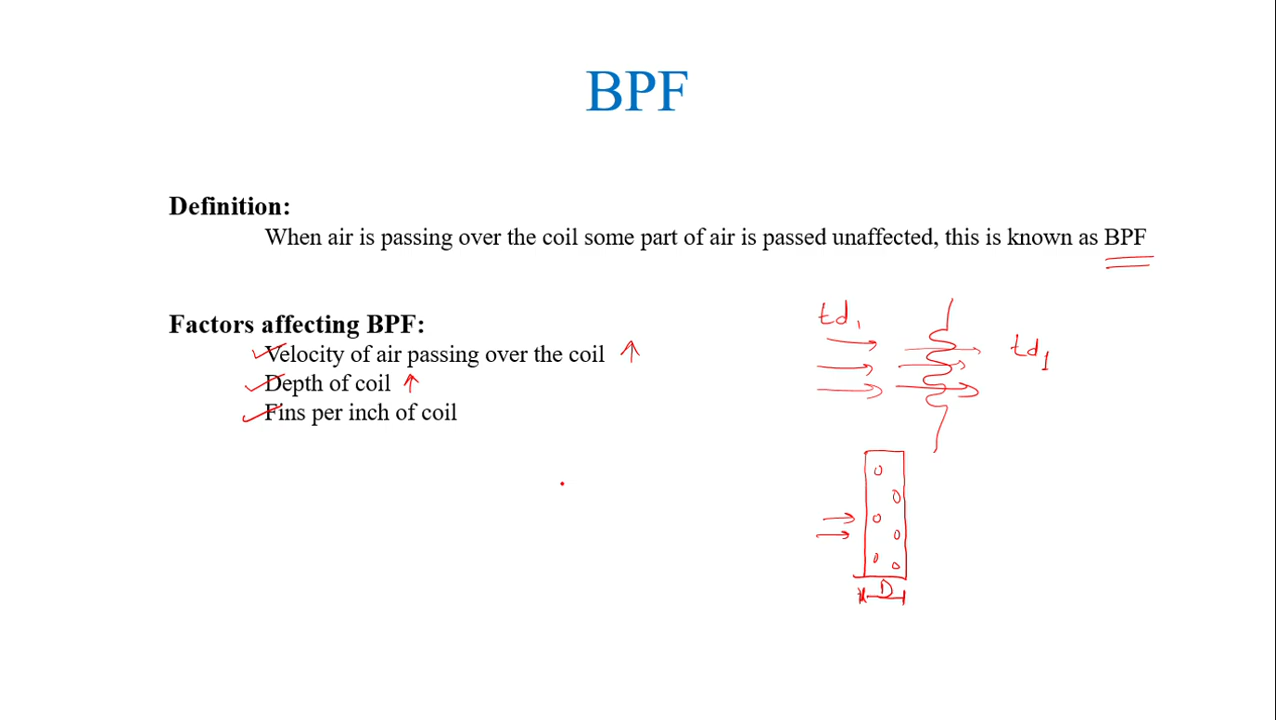 BPF
Definition:
When air is passing over the coil some part of air is passed unaffected, this is known as BPF
Factors affecting BPF:
Velocity of air passing over the coil ↑
Depth of coil ↑
Fins per inch of coil
td₁
td₁
D